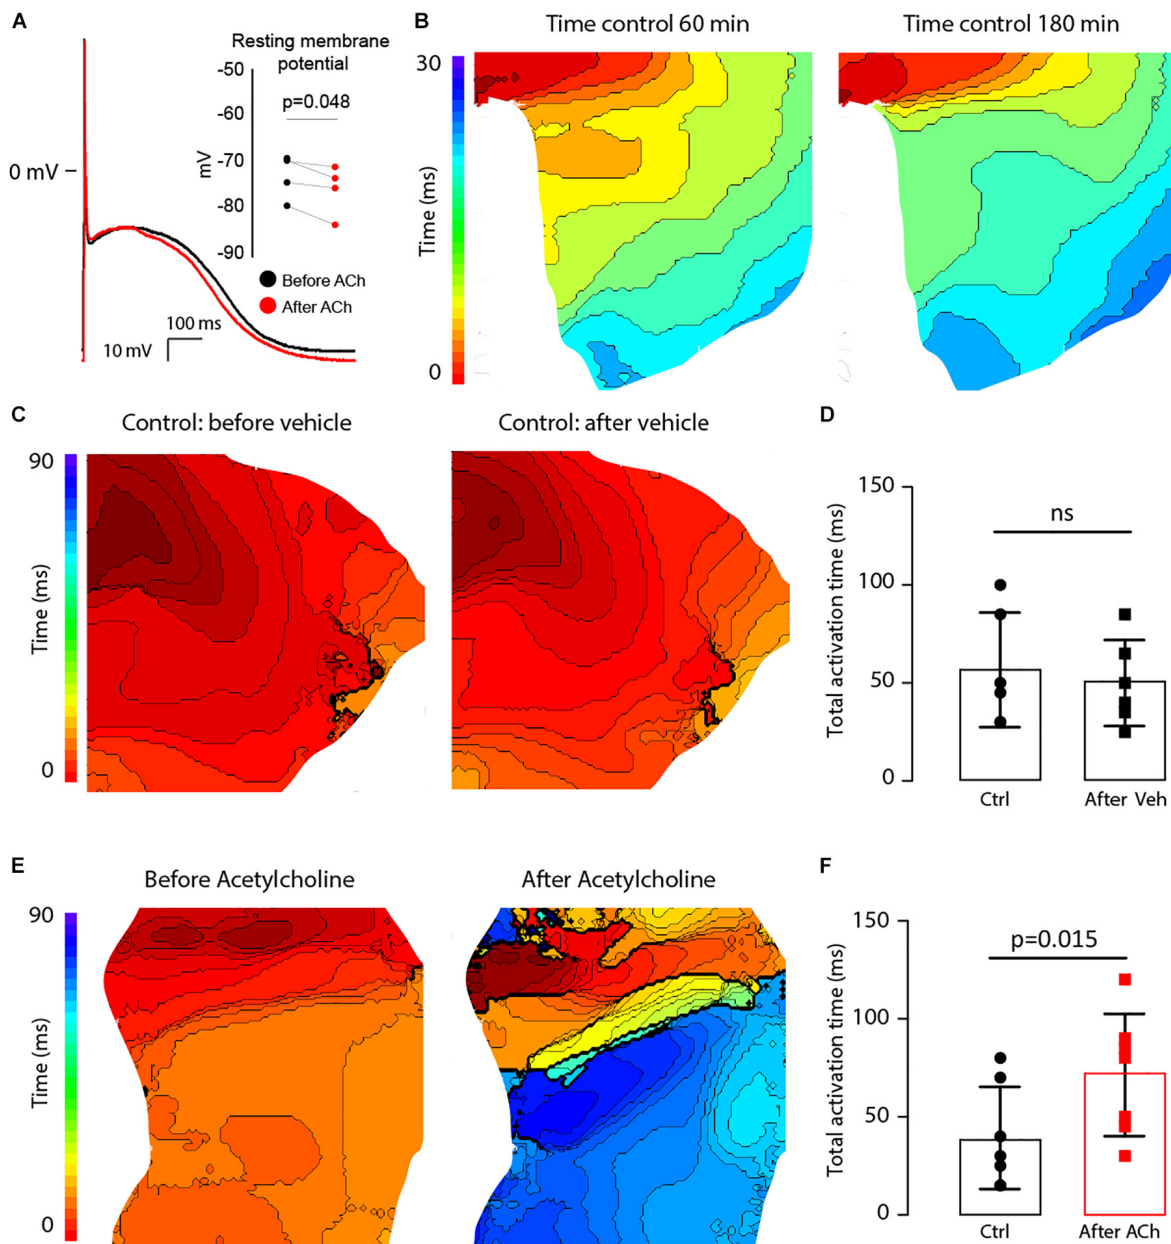 A
Resting membrane
potential
-50
p=0.048
-60
-70
mV
-80
-90
0 mV
Before ACh
After ACh
100 ms
10 mV
B
Time control 60 min
Time control 180 min
30
Time (ms)
0
C
Control: before vehicle
Control: after vehicle
90
Time (ms)
0
D
150
ns
100
50
0
Total activation time (ms)
Ctrl
After Veh
E
Before Acetylcholine
After Acetylcholine
90
Time (ms)
0
F
150
p=0.015
100
50
0
Total activation time (ms)
Ctrl
After ACh